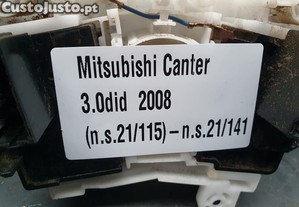 CustoJusto.pt
Mitsubishi Canter
3.0did 2008
(n.s.21/115)–n.s.21/141